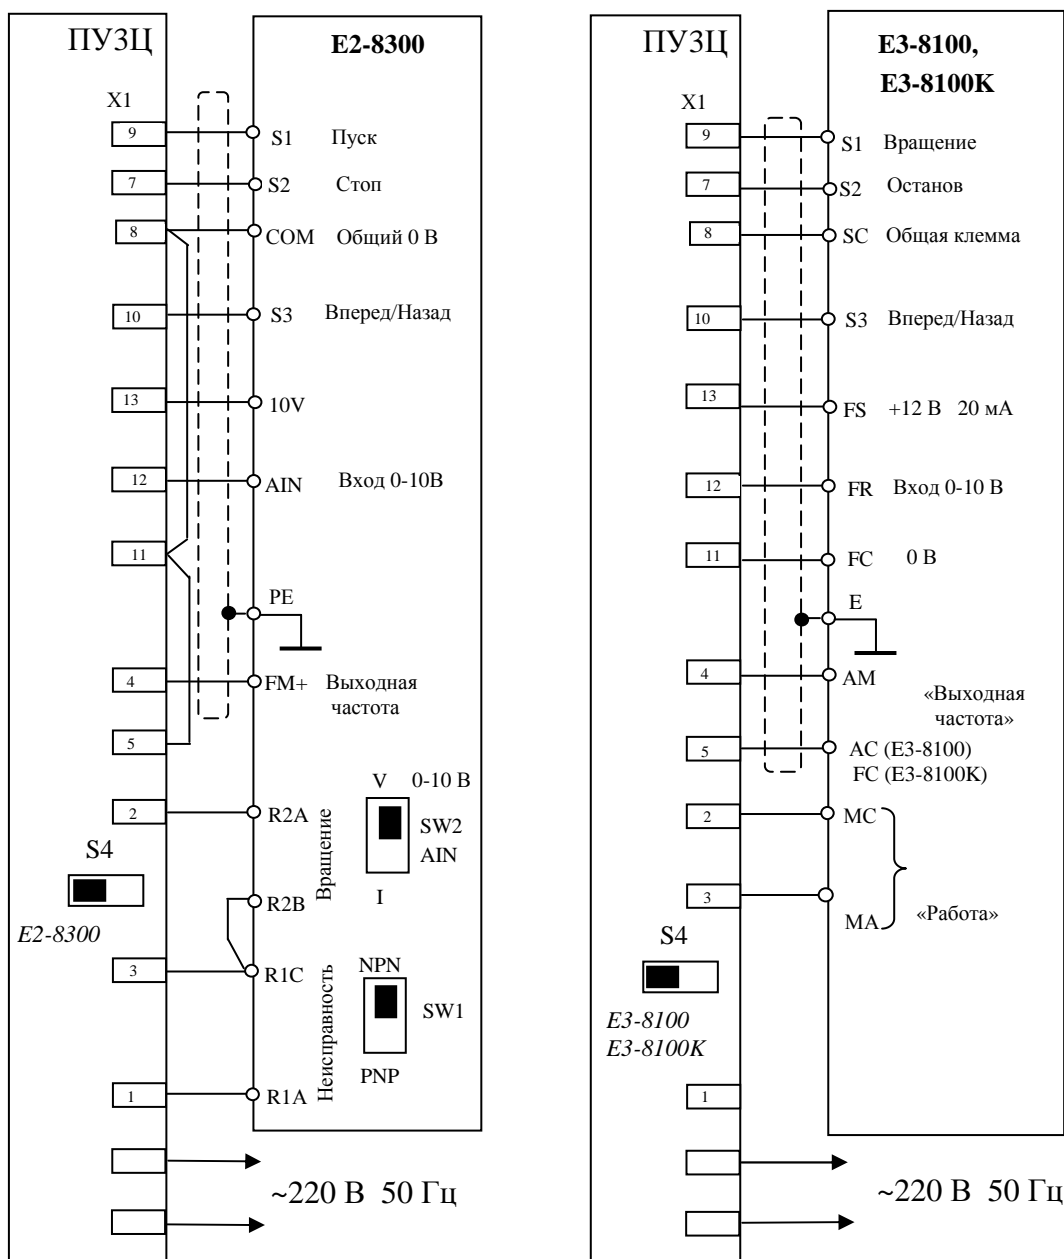 ПУЗЦ
E2-8300
X1
9
S1 Пуск
7
S2 Стоп
8
COM Общий 0 В
10
S3 Вперед/Назад
13
10V
12
AIN Вход 0-10В
11
PE
4
FM+ Выходная
частота
5
V 0-10 В
2
R2A
SW2
AIN
Вращение
S4
I
R2B
E2-8300
3
R1C
NPN
SW1
Неисправность
PNP
1
R1A
~220 В 50 Гц
ПУЗЦ
E3-8100,
E3-8100K
X1
9
S1 Вращение
7
S2 Останов
8
SC Общая клемма
10
S3 Вперед/Назад
13
FS +12 В 20 мА
12
FR Вход 0-10 В
11
FC 0 В
E
4
AM
«Выходная
частота»
5
AC (E3-8100)
FC (E3-8100K)
2
MC
3
MA «Работа»
S4
E3-8100
E3-8100K
1
~220 В 50 Гц